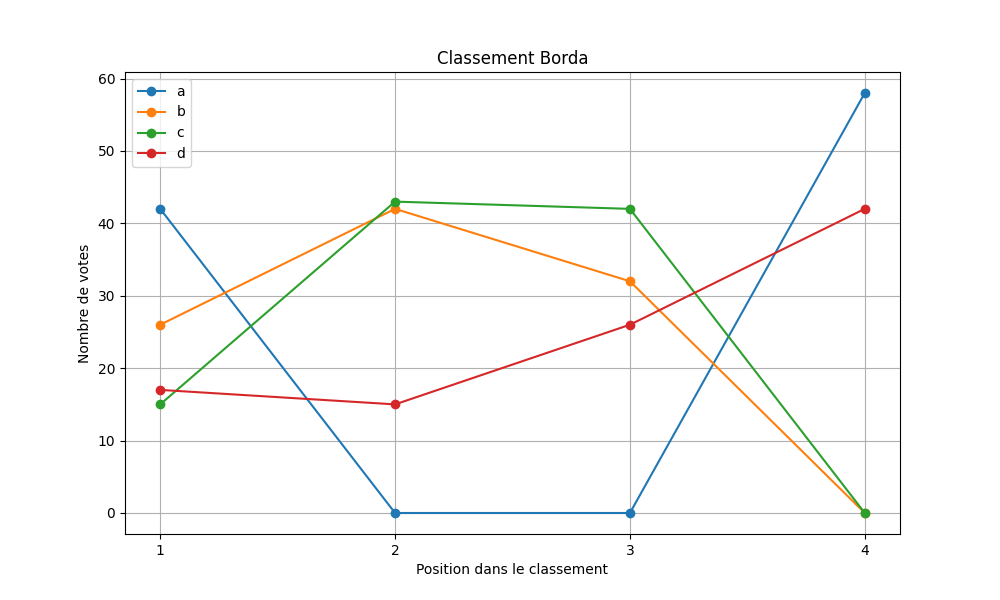 Classement Borda
a
b
c
d
Nombre de votes
60
50
40
30
20
10
0
1 2 3 4
Position dans le classement